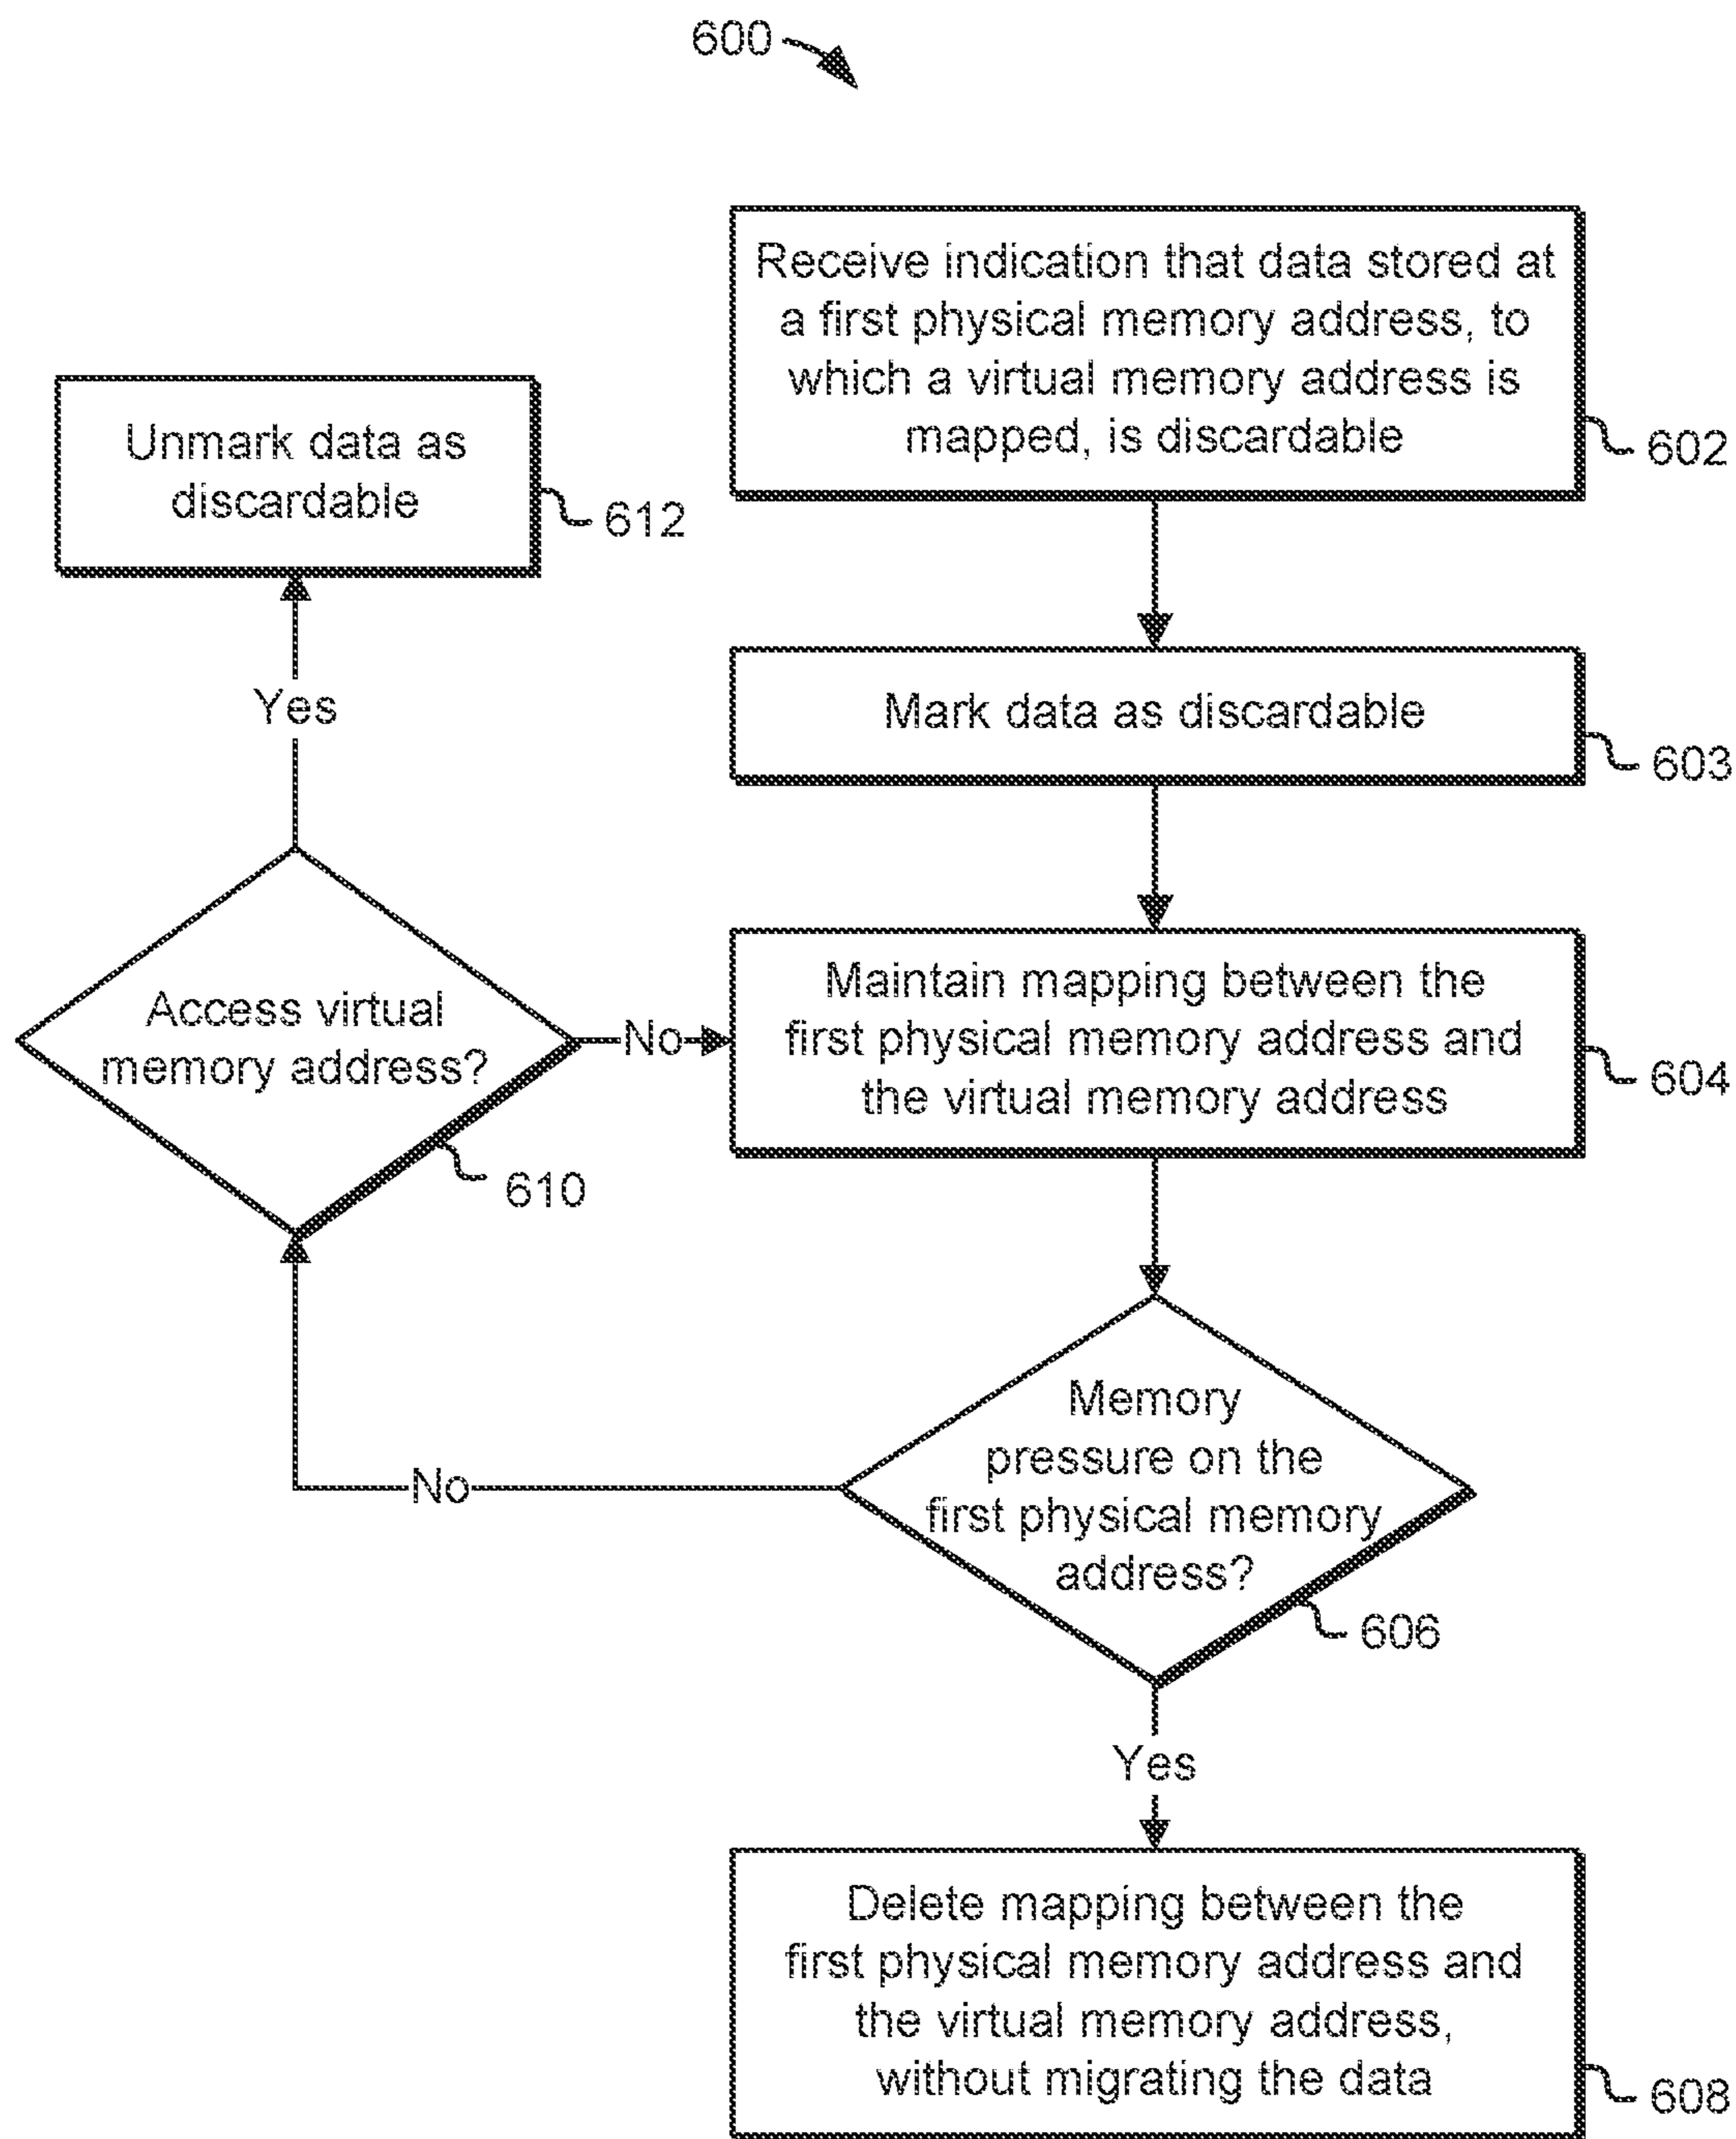 600
Receive indication that data stored at
a first physical memory address, to
which a virtual memory address is
mapped, is discardable
602
Unmark data as
discardable
612
Yes
Mark data as discardable
603
Access virtual
memory address?
610
No
Maintain mapping between the
first physical memory address and
the virtual memory address
604
Memory
pressure on the
first physical memory
address?
606
No
Yes
Delete mapping between the
first physical memory address and
the virtual memory address,
without migrating the data
608